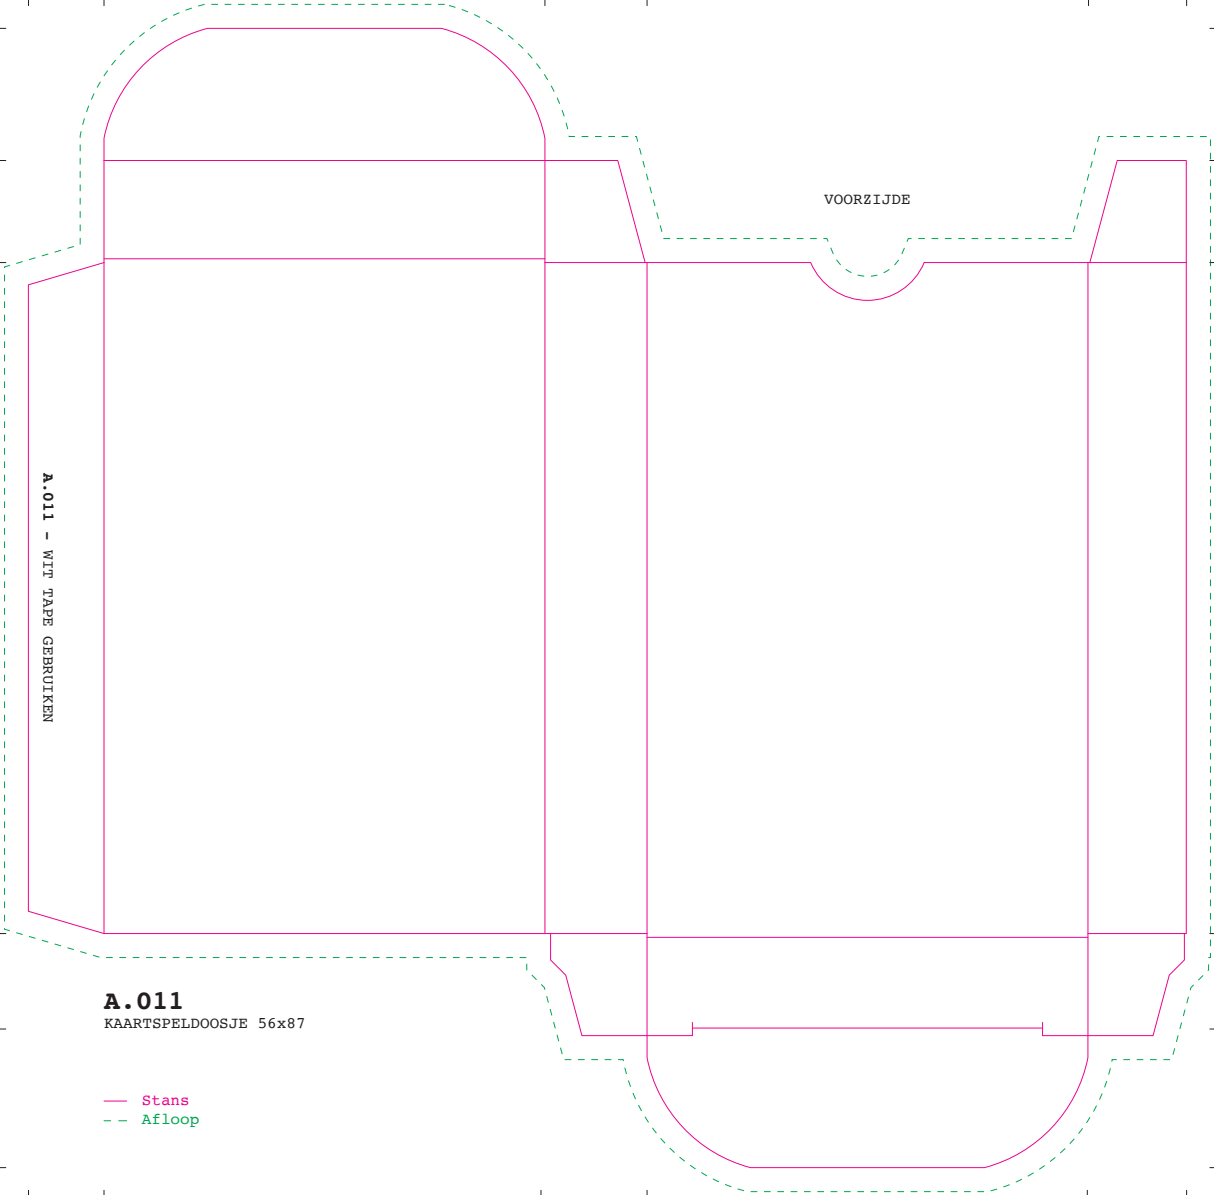 VOORZIJDE
A.011 - WIT TAPE GEBRUIKEN
A.011
KAARTSPELDOOSJE 56x87
Stans
Afloop